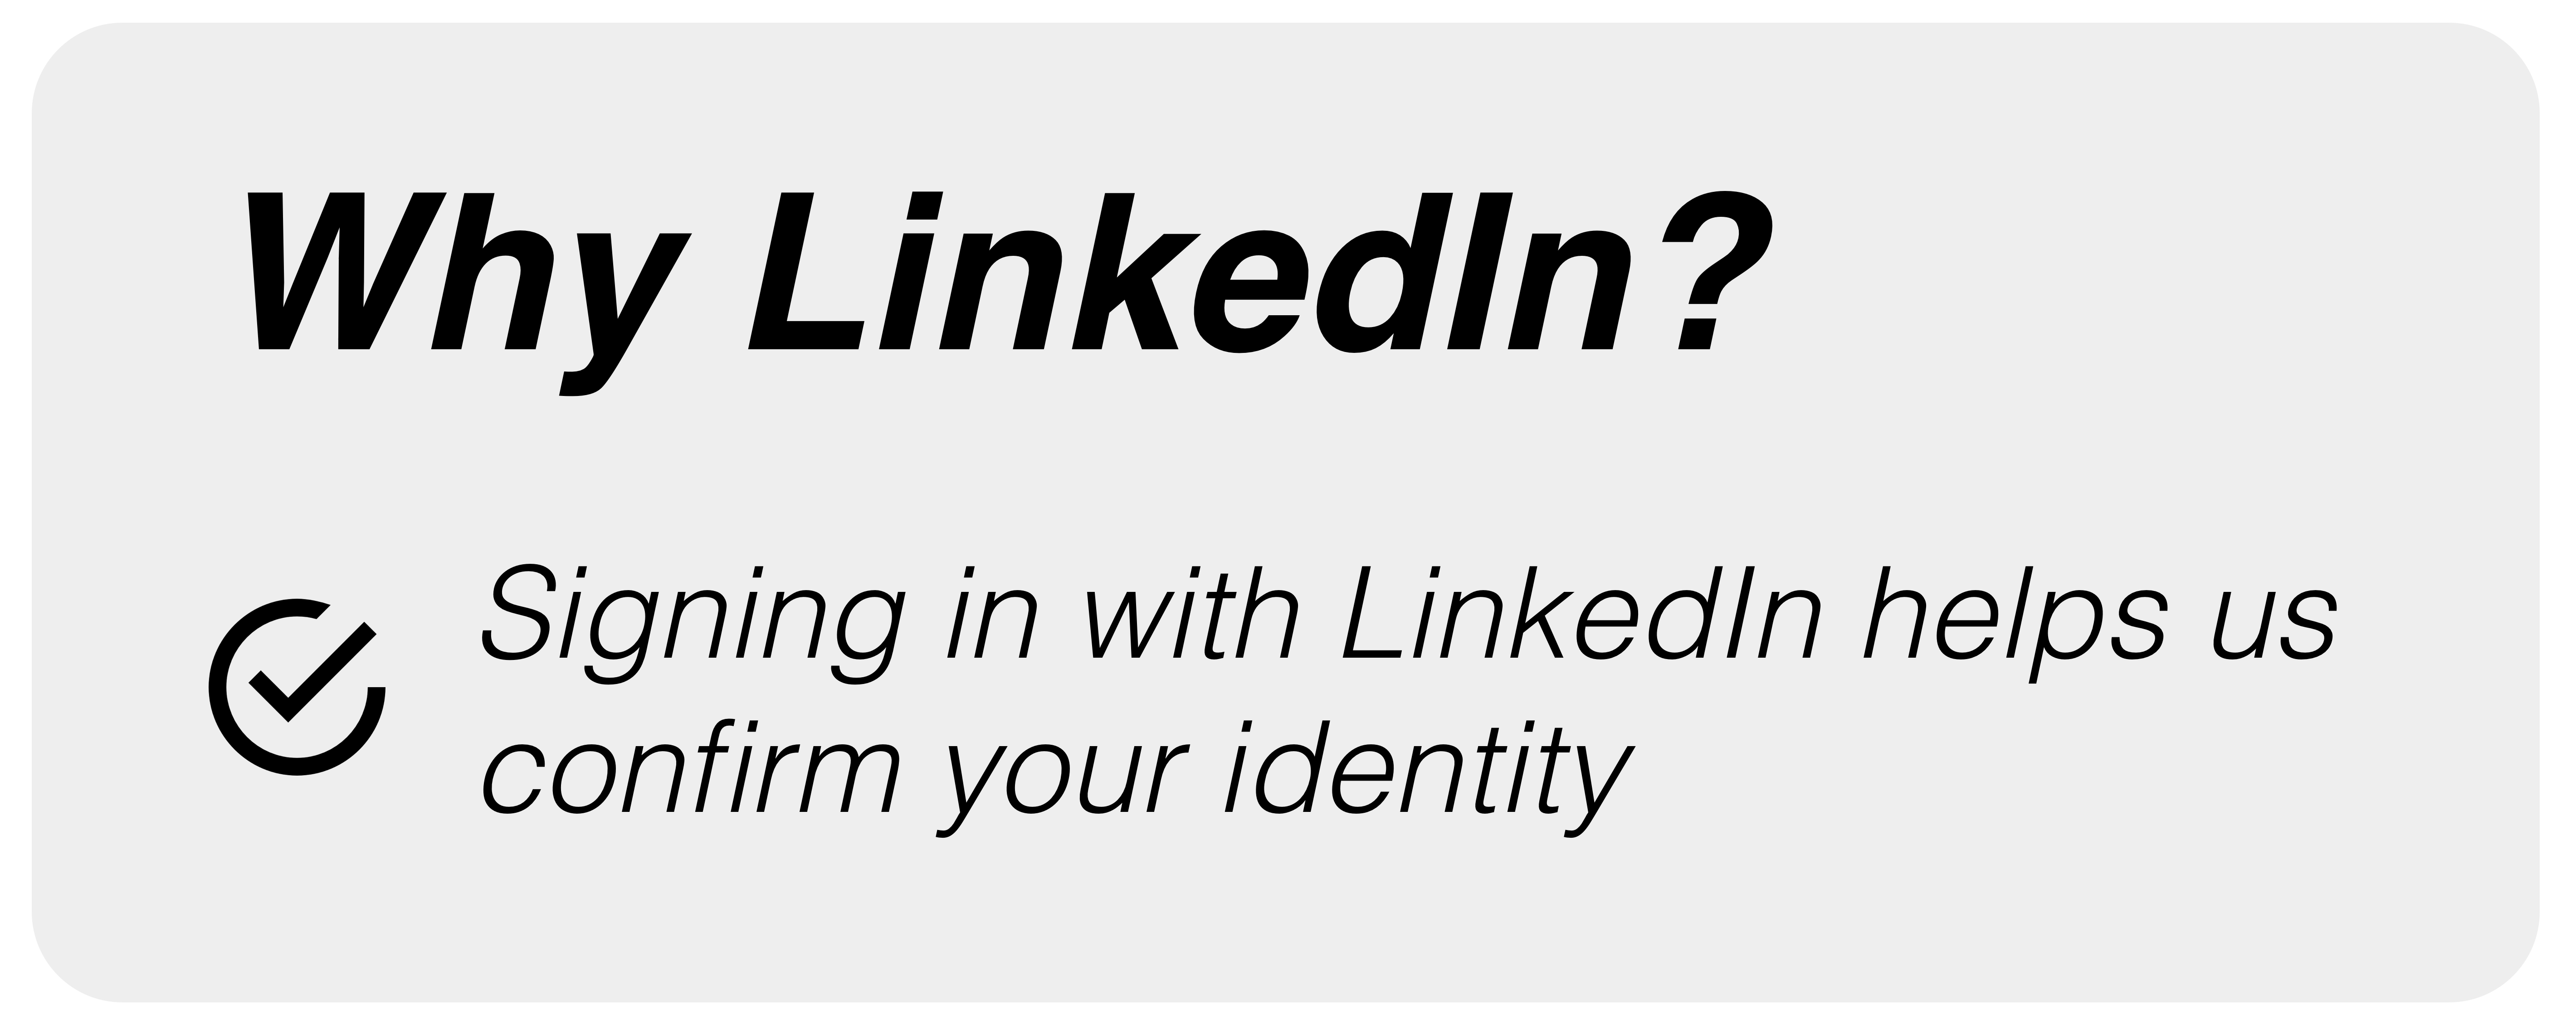 Why LinkedIn?
Signing in with LinkedIn helps us
confirm your identity